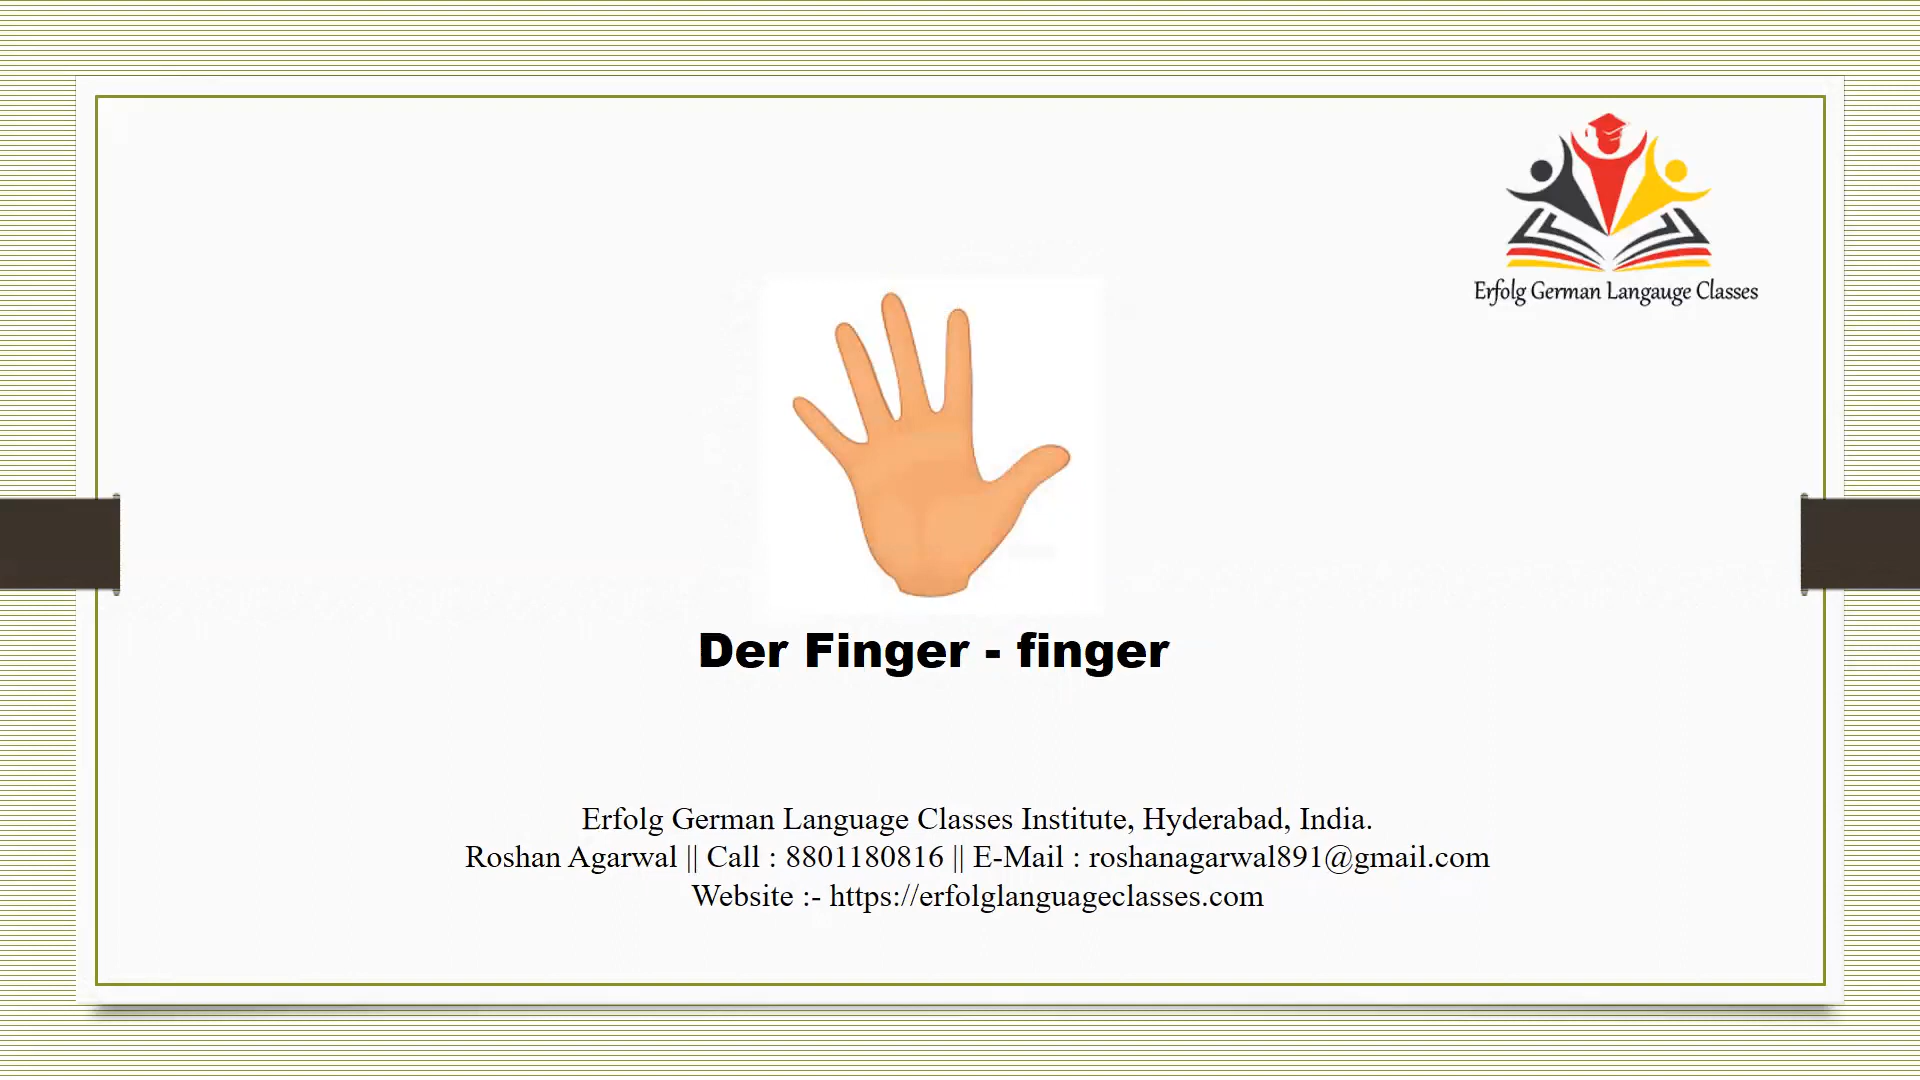 Erfolg German Langauge Classes
Der Finger - finger
Erfolg German Language Classes Institute, Hyderabad, India.
Roshan Agarwal || Call : 8801180816 || E-Mail : roshanagarwal891@gmail.com
Website :- https://erfolglanguageclasses.com